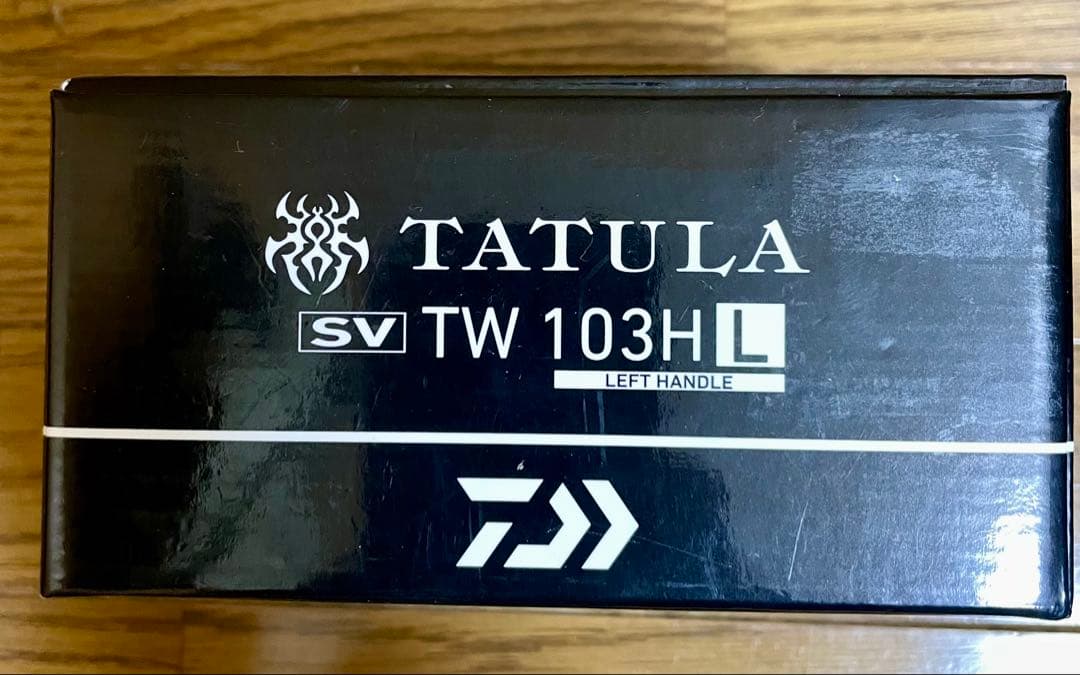 TATULA
SV TW 103H L
LEFT HANDLE